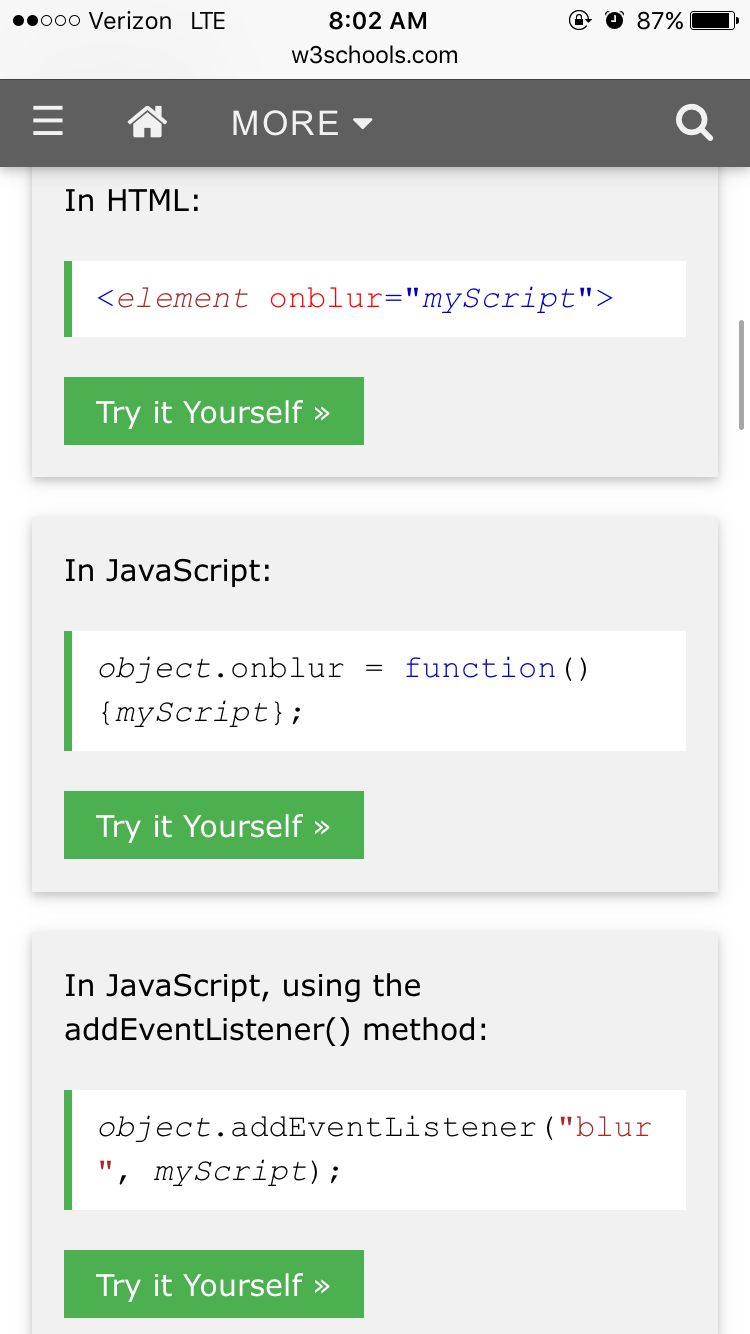 Verizon LTE 8:02 AM 87%
w3schools.com
MORE
In HTML:
<element onblur="myScript">
Try it Yourself »
In JavaScript:
object.onblur = function()
{myScript};
Try it Yourself »
In JavaScript, using the
addEventListener() method:
object.addEventListener("blur
", myScript);
Try it Yourself »